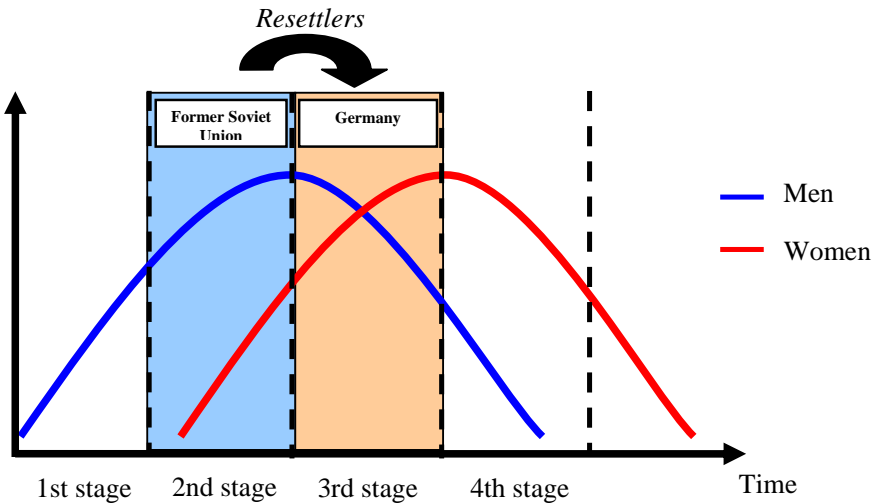 Resettlers
Former Soviet
Union
Germany
Men
Women
1st stage
2nd stage
3rd stage
4th stage
Time